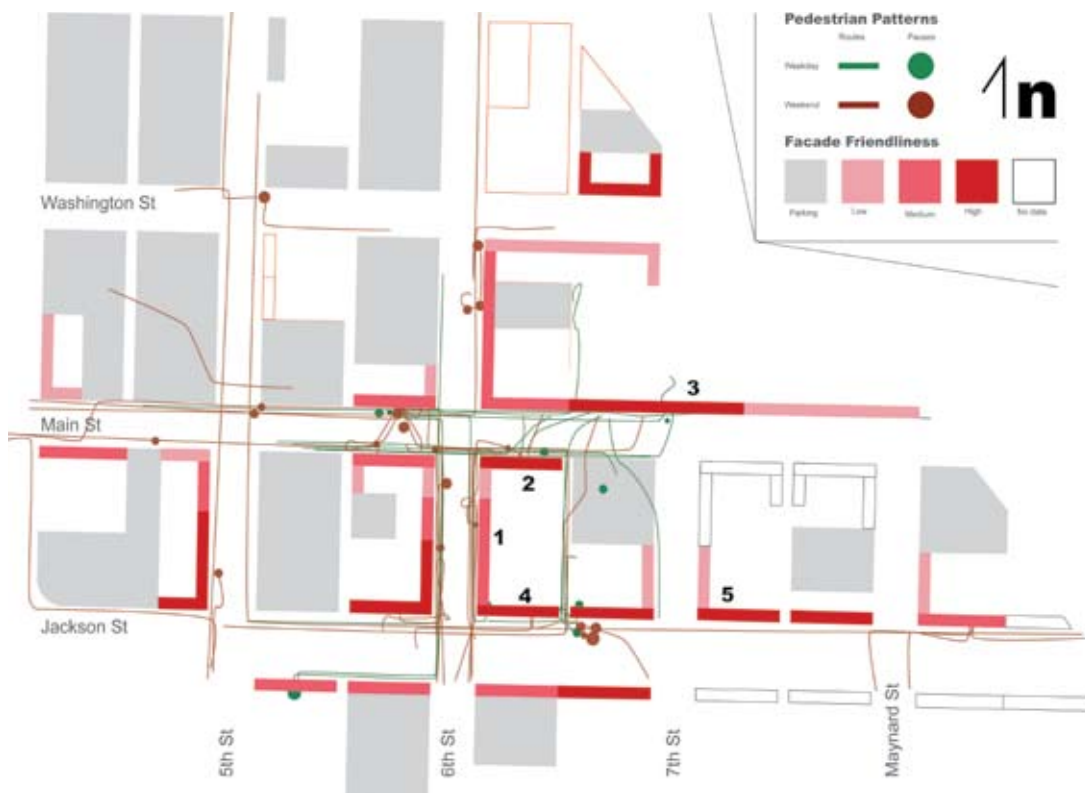 Pedestrian Patterns
Routes Pauses
Weekday
Weekend
n
Facade Friendliness
Parking Low Medium High No data
Washington St
3
Main St
2
1
4
5
Jackson St
5th St
6th St
7th St
Maynard St